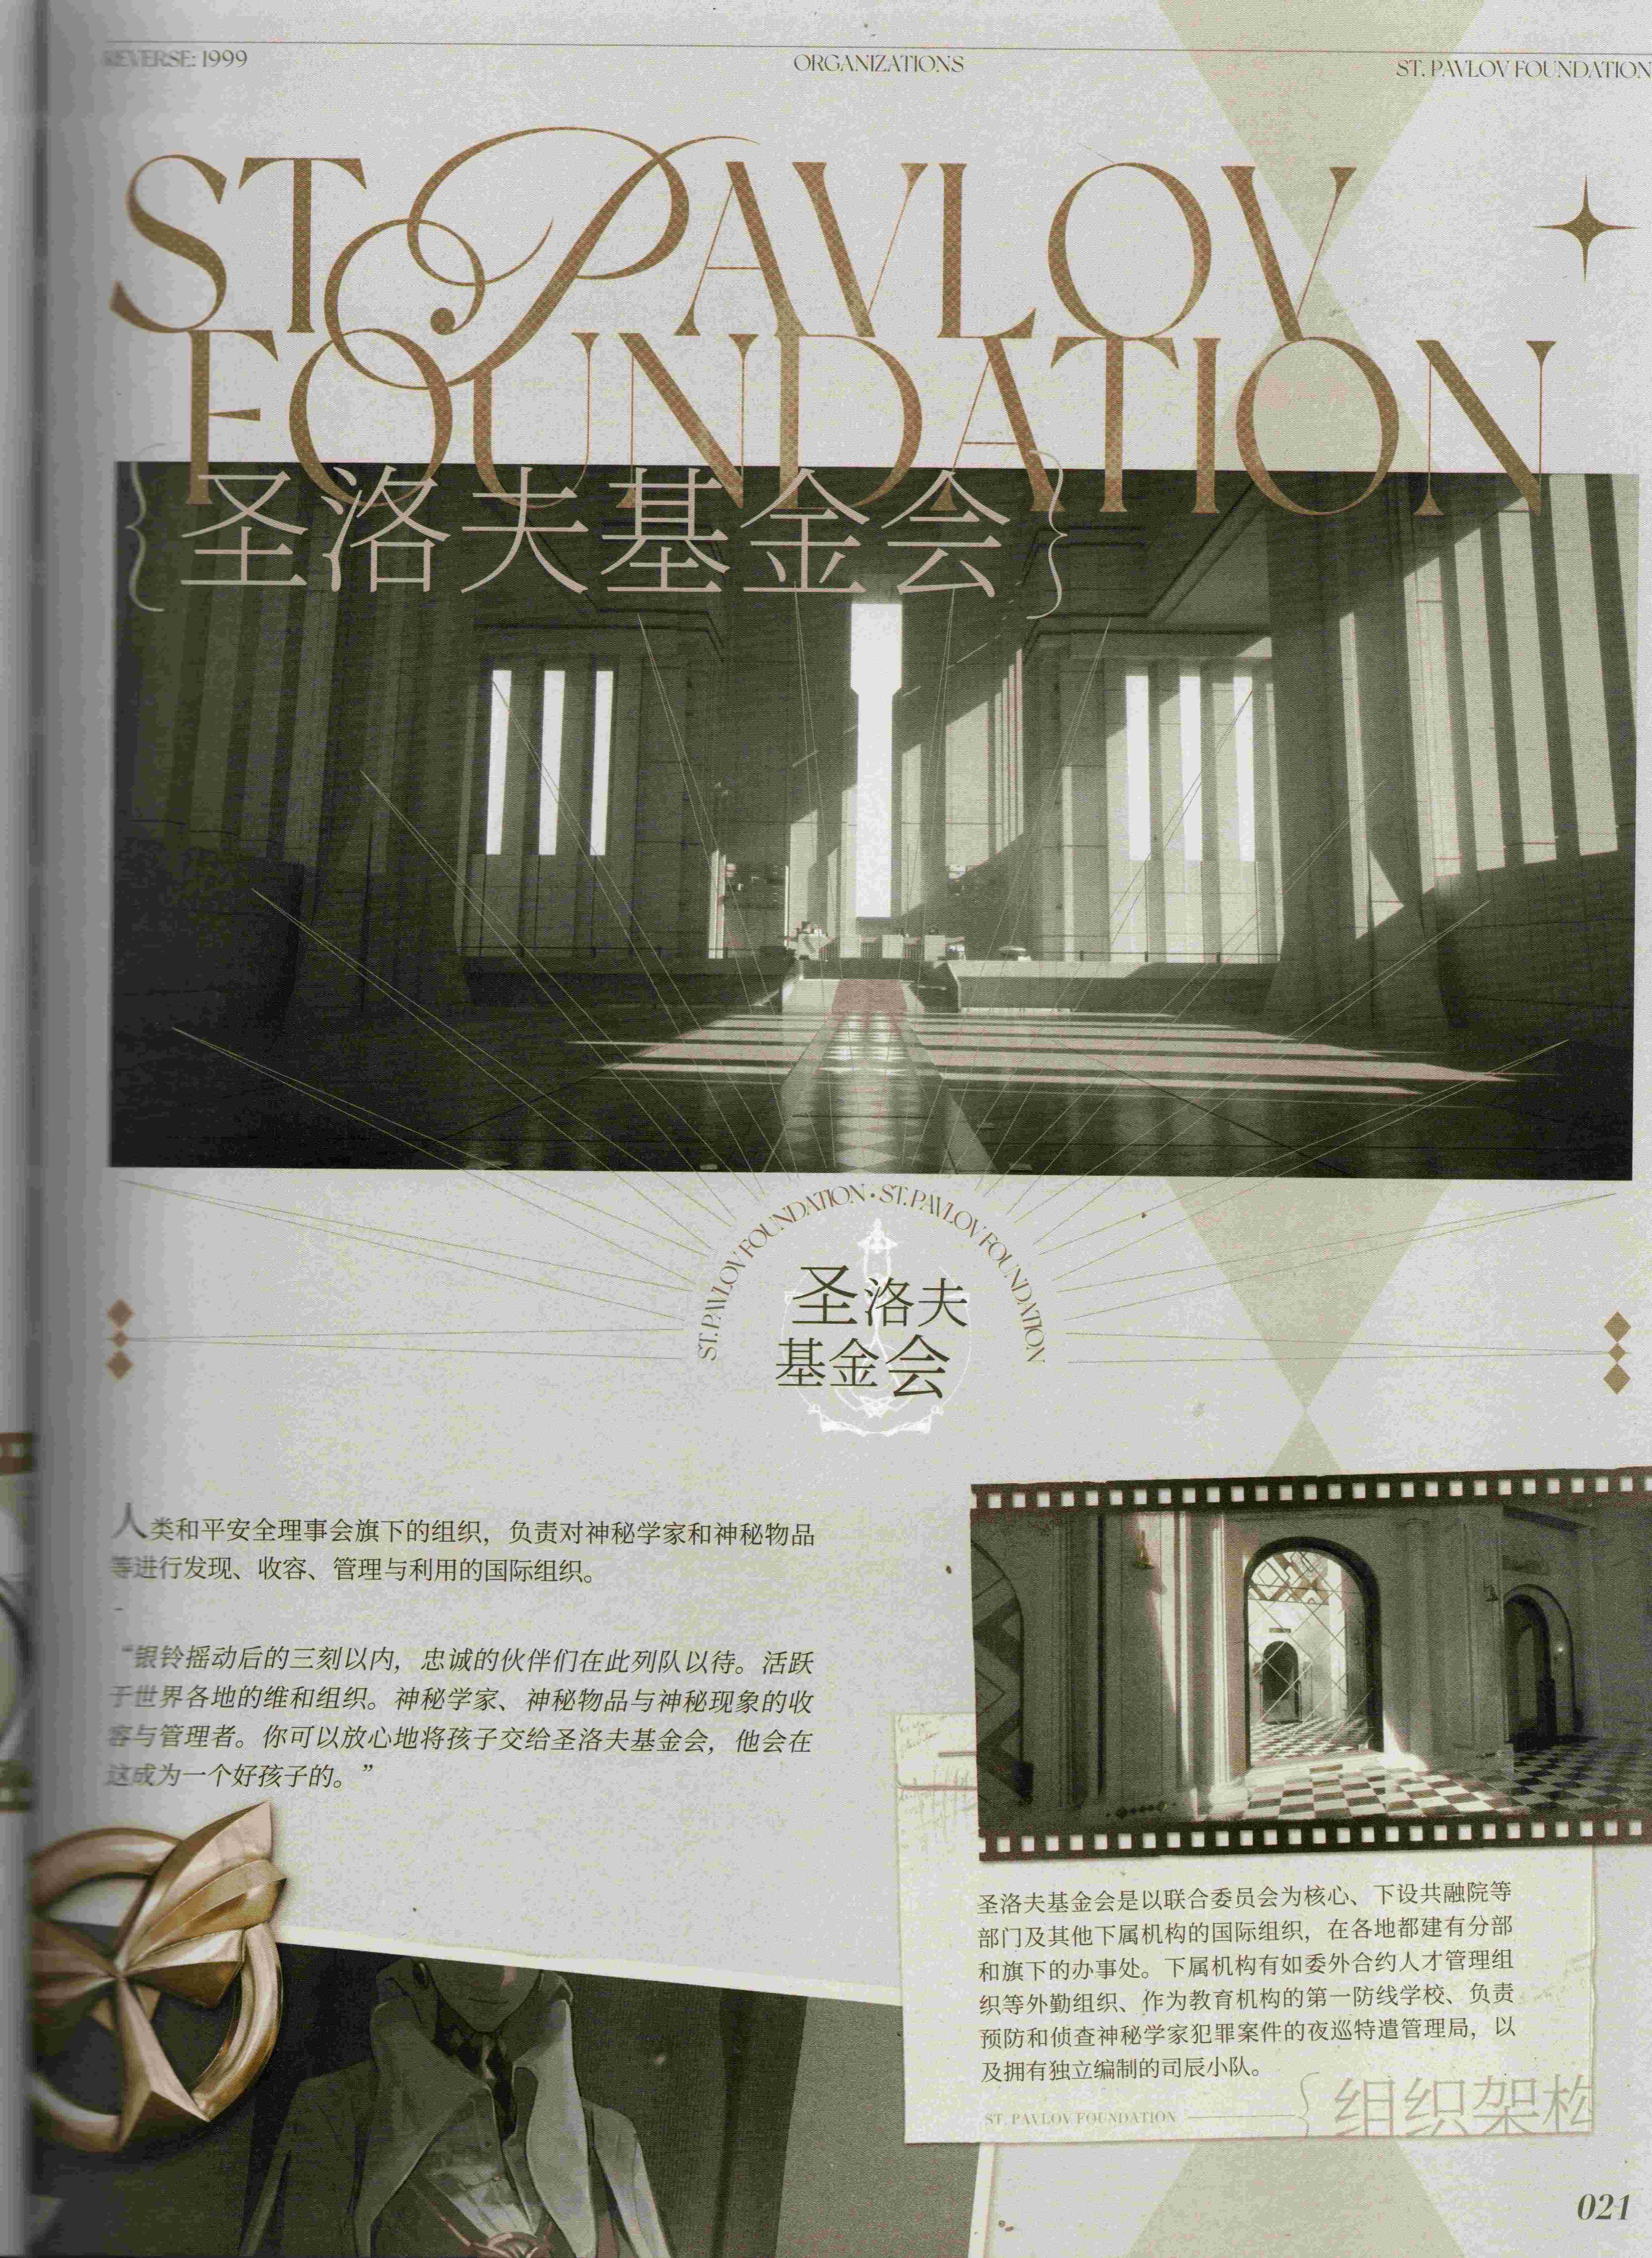 REVERSE: 1999
ORGANIZATIONS
ST. PAVLOV FOUNDATION
ST PAVLOV
FOUNDATION
圣洛夫基金会
ST. PAVLOV FOUNDATION · ST. PAVLOV FOUNDATION
圣洛夫
基金会
人类和平安全理事会旗下的组织，负责对神秘学家和神秘物品
等进行发现、收容、管理与利用的国际组织。
“银铃摇动后的三刻以内，忠诚的伙伴们在此列队以待。活跃
于世界各地的维和组织。神秘学家、神秘物品与神秘现象的收
容与管理者。你可以放心地将孩子交给圣洛夫基金会，他会在
这成为一个好孩子的。”
圣洛夫基金会是以联合委员会为核心、下设共融院等
部门及其他下属机构的国际组织，在各地都建有分部
和旗下的办事处。下属机构有如委外合约人才管理组
织等外勤组织、作为教育机构的第一防线学校、负责
预防和侦查神秘学家犯罪案件的夜巡特遣管理局，以
及拥有独立编制的司辰小队。
ST. PAVLOV FOUNDATION
组织架构
021